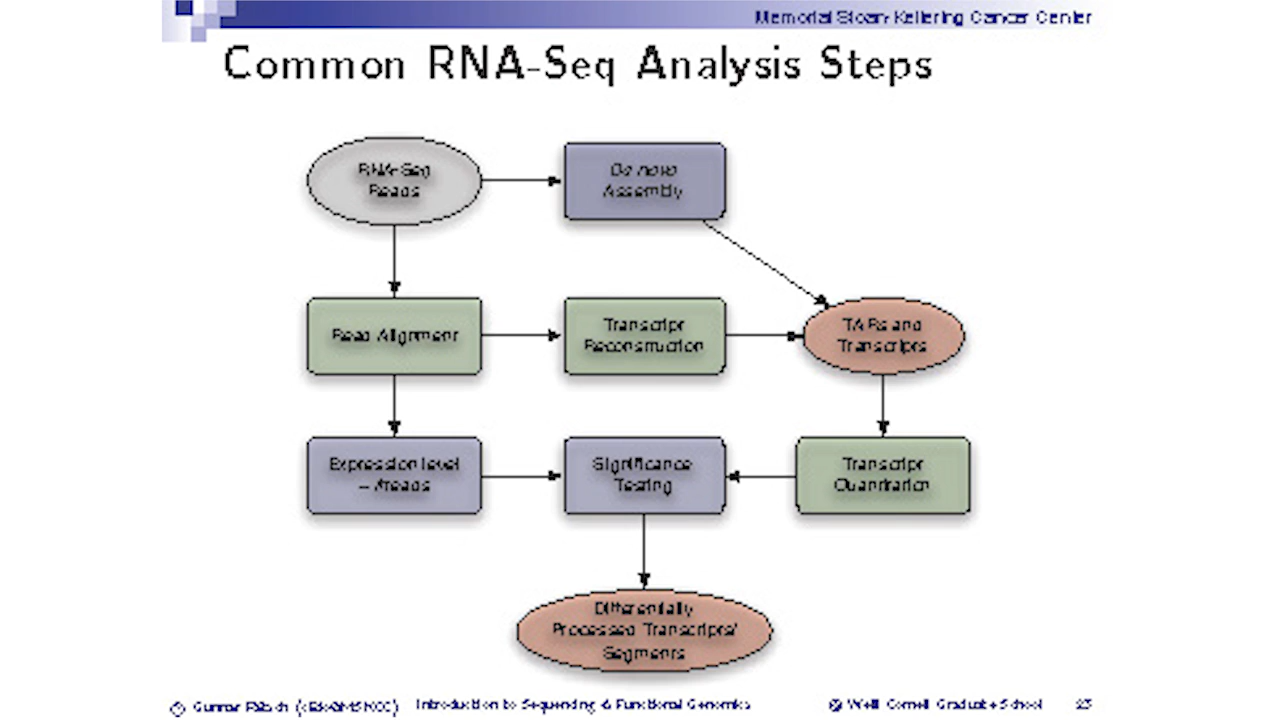 Memorial Sloan-Kettering Cancer Center
Common RNA-Seq Analysis Steps
RNA-Seq
Reads
De novo
Assembly
Read Alignment
Transcript
Reconstruction
TARs and
Transcripts
Expression level
Significance
Testing
Transcript
Quantitation
Differentially
Processed Transcripts/
Segments
© Gunnar Rätsch
Introduction to Sequencing & Functional Genomics
@ Weill Cornell Graduate School